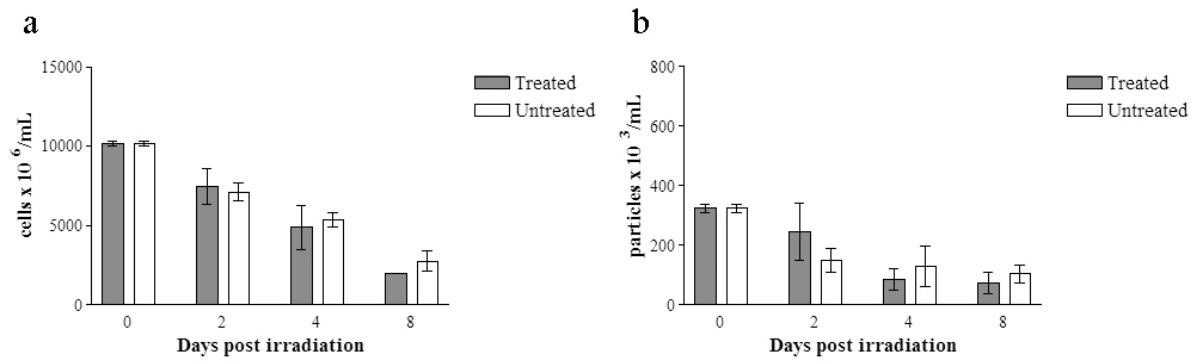 a
15000
10000
5000
0
cells x 10 6/mL
0 2 4 8
Days post irradiation
Treated
Untreated
b
800
600
400
200
0
particles x 10 3/mL
0 2 4 8
Days post irradiation
Treated
Untreated